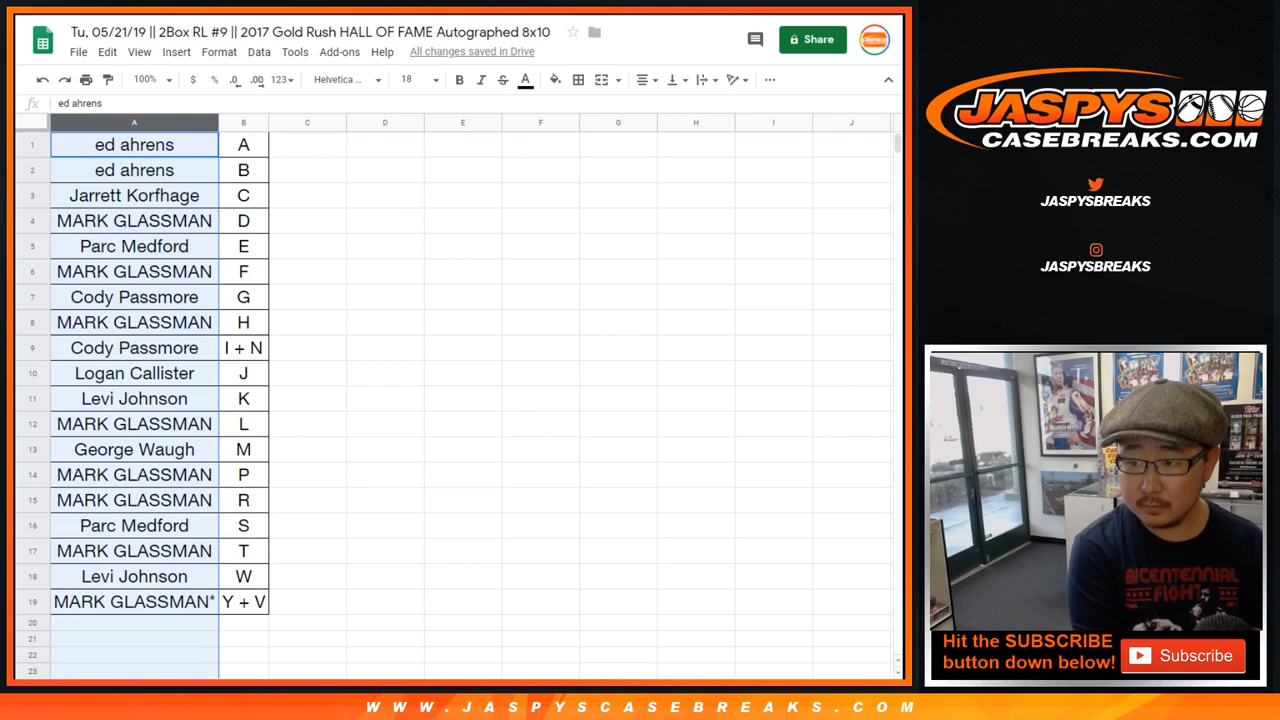 Tu, 05/21/19 || 2Box RL #9 || 2017 Gold Rush HALL OF FAME Autographed 8x10
File Edit View Insert Format Data Tools Add-ons Help All changes saved in Drive
Share
100% $ % .0 .00 123 Helvetica ... 18 B I S A
fx ed ahrens
A B C D E F G H I J
1 ed ahrens A
2 ed ahrens B
3 Jarrett Korfhage C
4 MARK GLASSMAN D
5 Parc Medford E
6 MARK GLASSMAN F
7 Cody Passmore G
8 MARK GLASSMAN H
9 Cody Passmore I + N
10 Logan Callister J
11 Levi Johnson K
12 MARK GLASSMAN L
13 George Waugh M
14 MARK GLASSMAN P
15 MARK GLASSMAN R
16 Parc Medford S
17 MARK GLASSMAN T
18 Levi Johnson W
19 MARK GLASSMAN* Y + V
20
21
22
23
JASPYS
CASEBREAKS.COM
JASPYSBREAKS
JASPYSBREAKS
BICENTENNIAL
FIGHT
Hit the SUBSCRIBE
button down below!
Subscribe
WWW.JASPYSCASEBREAKS.COM